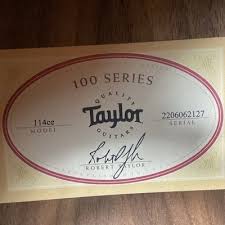 100 SERIES
QUALITY
Taylor
GUITARS
114ce
MODEL
2206062127
SERIAL
ROBERT TAYLOR